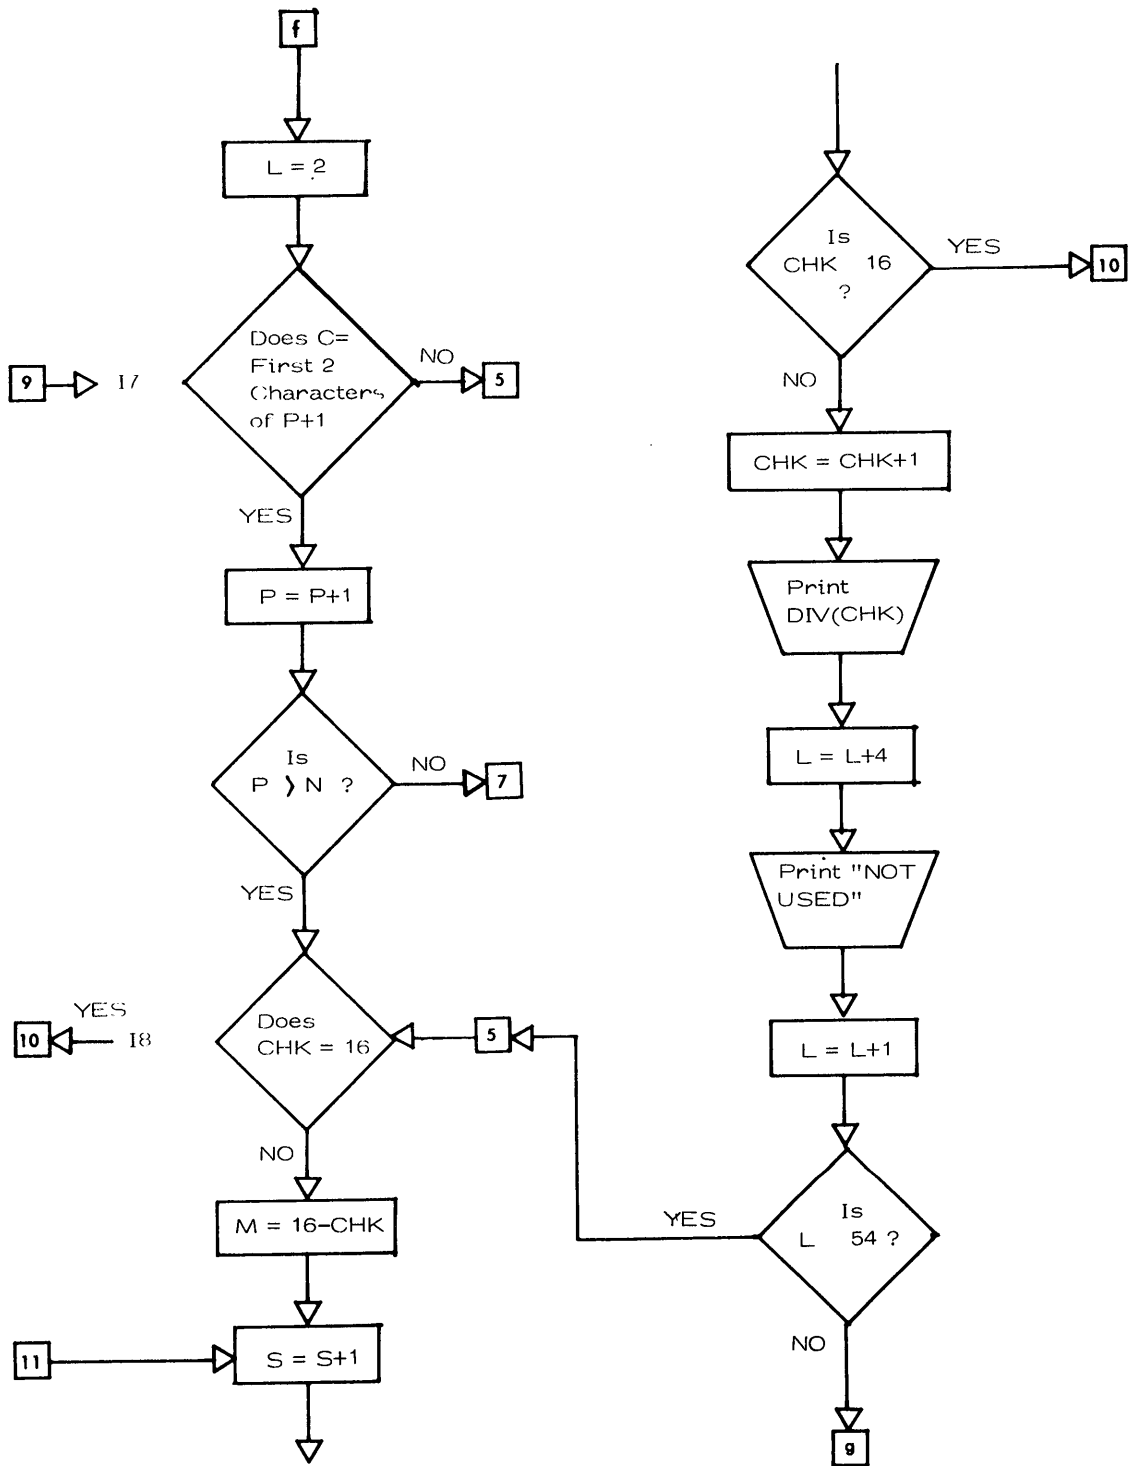 f
L = 2
Does C=
First 2
Characters
of P+1
9
17
NO
5
YES
P = P+1
Is
P > N ?
NO
7
YES
Does
CHK = 16
YES
10
18
5
NO
M = 16-CHK
11
S = S+1
Is
CHK 16
?
YES
10
NO
CHK = CHK+1
Print
DIV(CHK)
L = L+4
Print "NOT
USED"
L = L+1
Is
L 54 ?
YES
NO
g